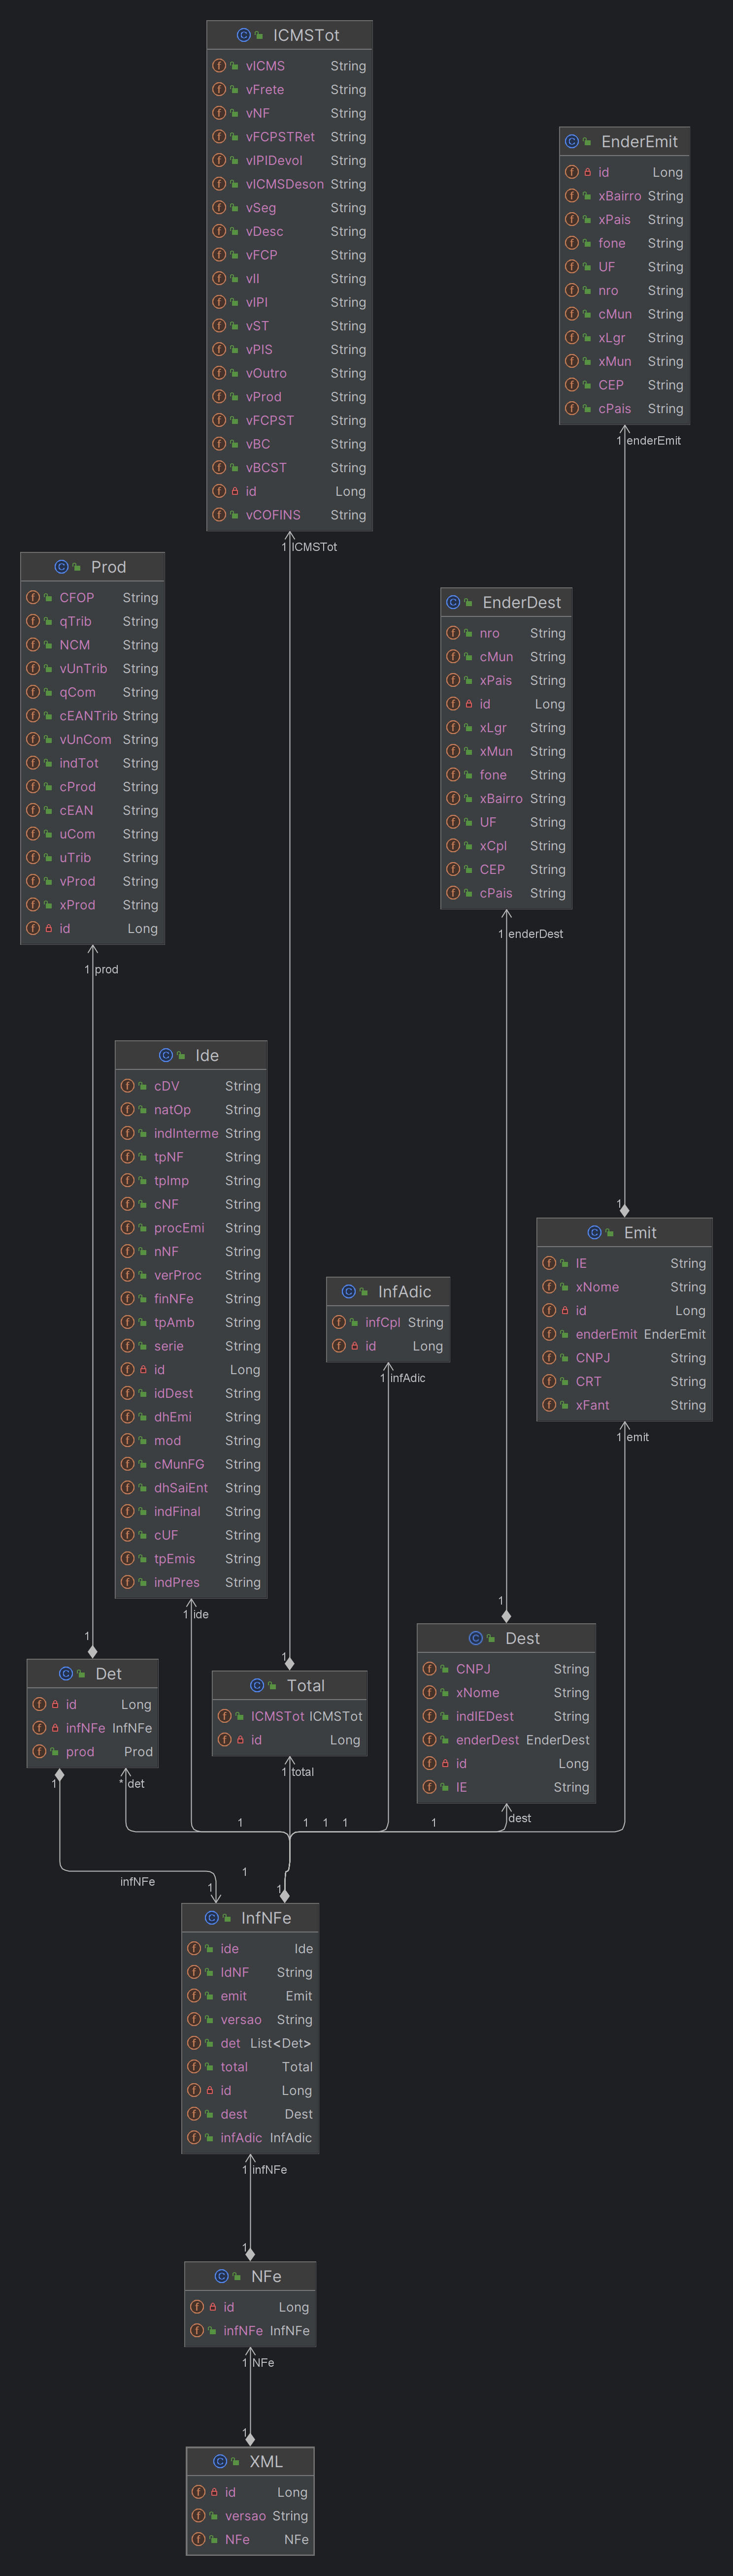 ICMSTot
vICMS String
vFrete String
vNF String
vFCPSTRet String
vIPIDevol String
vICMSDeson String
vSeg String
vDesc String
vFCP String
vII String
vIPI String
vST String
vPIS String
vOutro String
vProd String
vFCPST String
vBC String
vBCST String
id Long
vCOFINS String
1 ICMSTot
EnderEmit
id Long
xBairro String
xPais String
fone String
UF String
nro String
cMun String
xLgr String
xMun String
CEP String
cPais String
1 enderEmit
Prod
CFOP String
qTrib String
NCM String
vUnTrib String
qCom String
cEANTrib String
vUnCom String
indTot String
cProd String
cEAN String
uCom String
uTrib String
vProd String
xProd String
id Long
1 prod
EnderDest
nro String
cMun String
xPais String
id Long
xLgr String
xMun String
fone String
xBairro String
UF String
xCpl String
CEP String
cPais String
1 enderDest
Ide
cDV String
natOp String
indInterme String
tpNF String
tpImp String
cNF String
procEmi String
nNF String
verProc String
finNFe String
tpAmb String
serie String
id Long
idDest String
dhEmi String
mod String
cMunFG String
dhSaiEnt String
indFinal String
cUF String
tpEmis String
indPres String
1 ide
InfAdic
infCpl String
id Long
1 infAdic
1
Emit
IE String
xNome String
id Long
enderEmit EnderEmit
CNPJ String
CRT String
xFant String
1 emit
1
Det
id Long
infNFe InfNFe
prod Prod
1
* det
1
Total
ICMSTot ICMSTot
id Long
1 total
1
Dest
CNPJ String
xNome String
indIEDest String
enderDest EnderDest
id Long
IE String
dest
1 1 1 1 1
1
infNFe
1
1
InfNFe
ide Ide
IdNF String
emit Emit
versao String
det List<Det>
total Total
id Long
dest Dest
infAdic InfAdic
1 infNFe
1
NFe
id Long
infNFe InfNFe
1 NFe
1
XML
id Long
versao String
NFe NFe